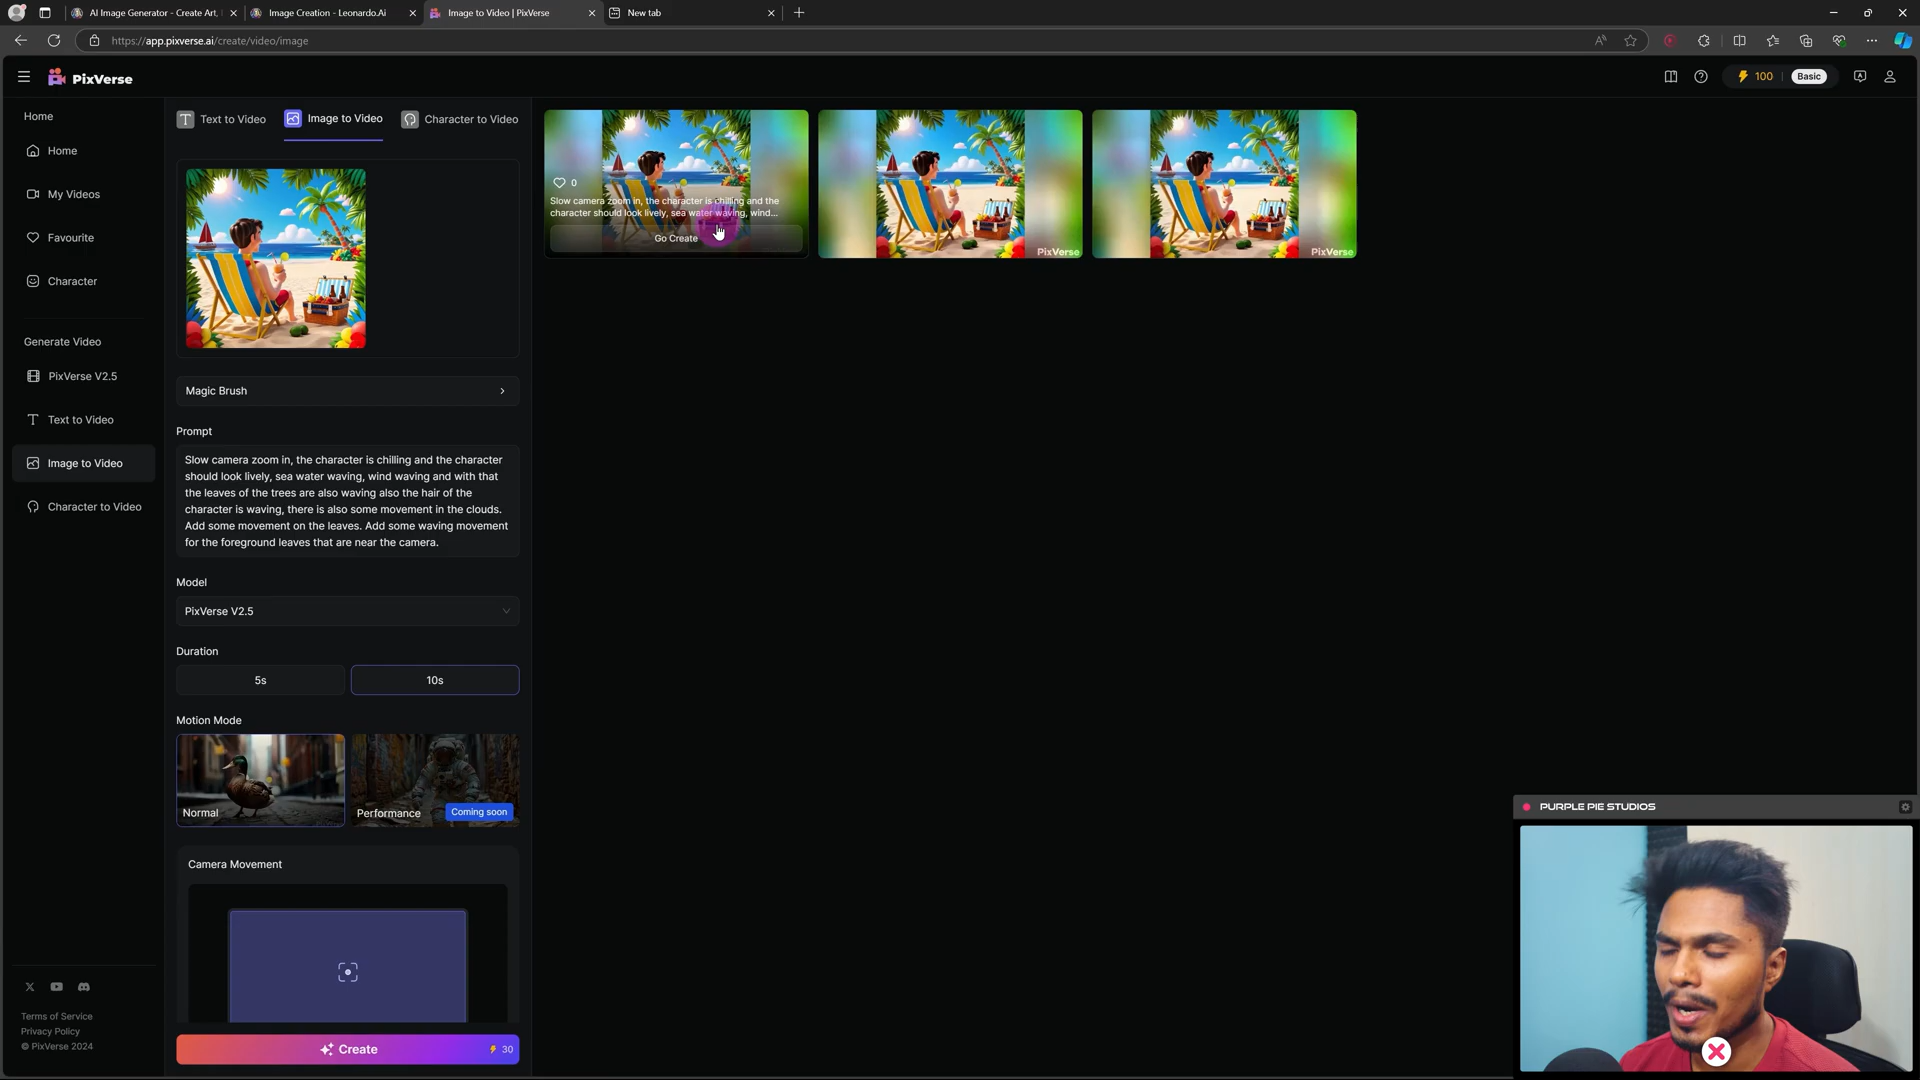 AI Image Generator - Create Art,
Image Creation - Leonardo.Ai
Image to Video | PixVerse
New tab
https://app.pixverse.ai/create/video/image
PixVerse
100
Basic
Home
Home
My Videos
Favourite
Character
Generate Video
PixVerse V2.5
Text to Video
Image to Video
Character to Video
Terms of Service
Privacy Policy
© PixVerse 2024
Text to Video
Image to Video
Character to Video
Magic Brush
Prompt
Slow camera zoom in, the character is chilling and the character
should look lively, sea water waving, wind waving and with that
the leaves of the trees are also waving also the hair of the
character is waving, there is also some movement in the clouds.
Add some movement on the leaves. Add some waving movement
for the foreground leaves that are near the camera.
Model
PixVerse V2.5
Duration
5s
10s
Motion Mode
Normal
Performance
Coming soon
Camera Movement
Create
30
0
Slow camera zoom in, the character is chilling and the
character should look lively, sea water waving, wind...
Go Create
PixVerse
PixVerse
PURPLE PIE STUDIOS